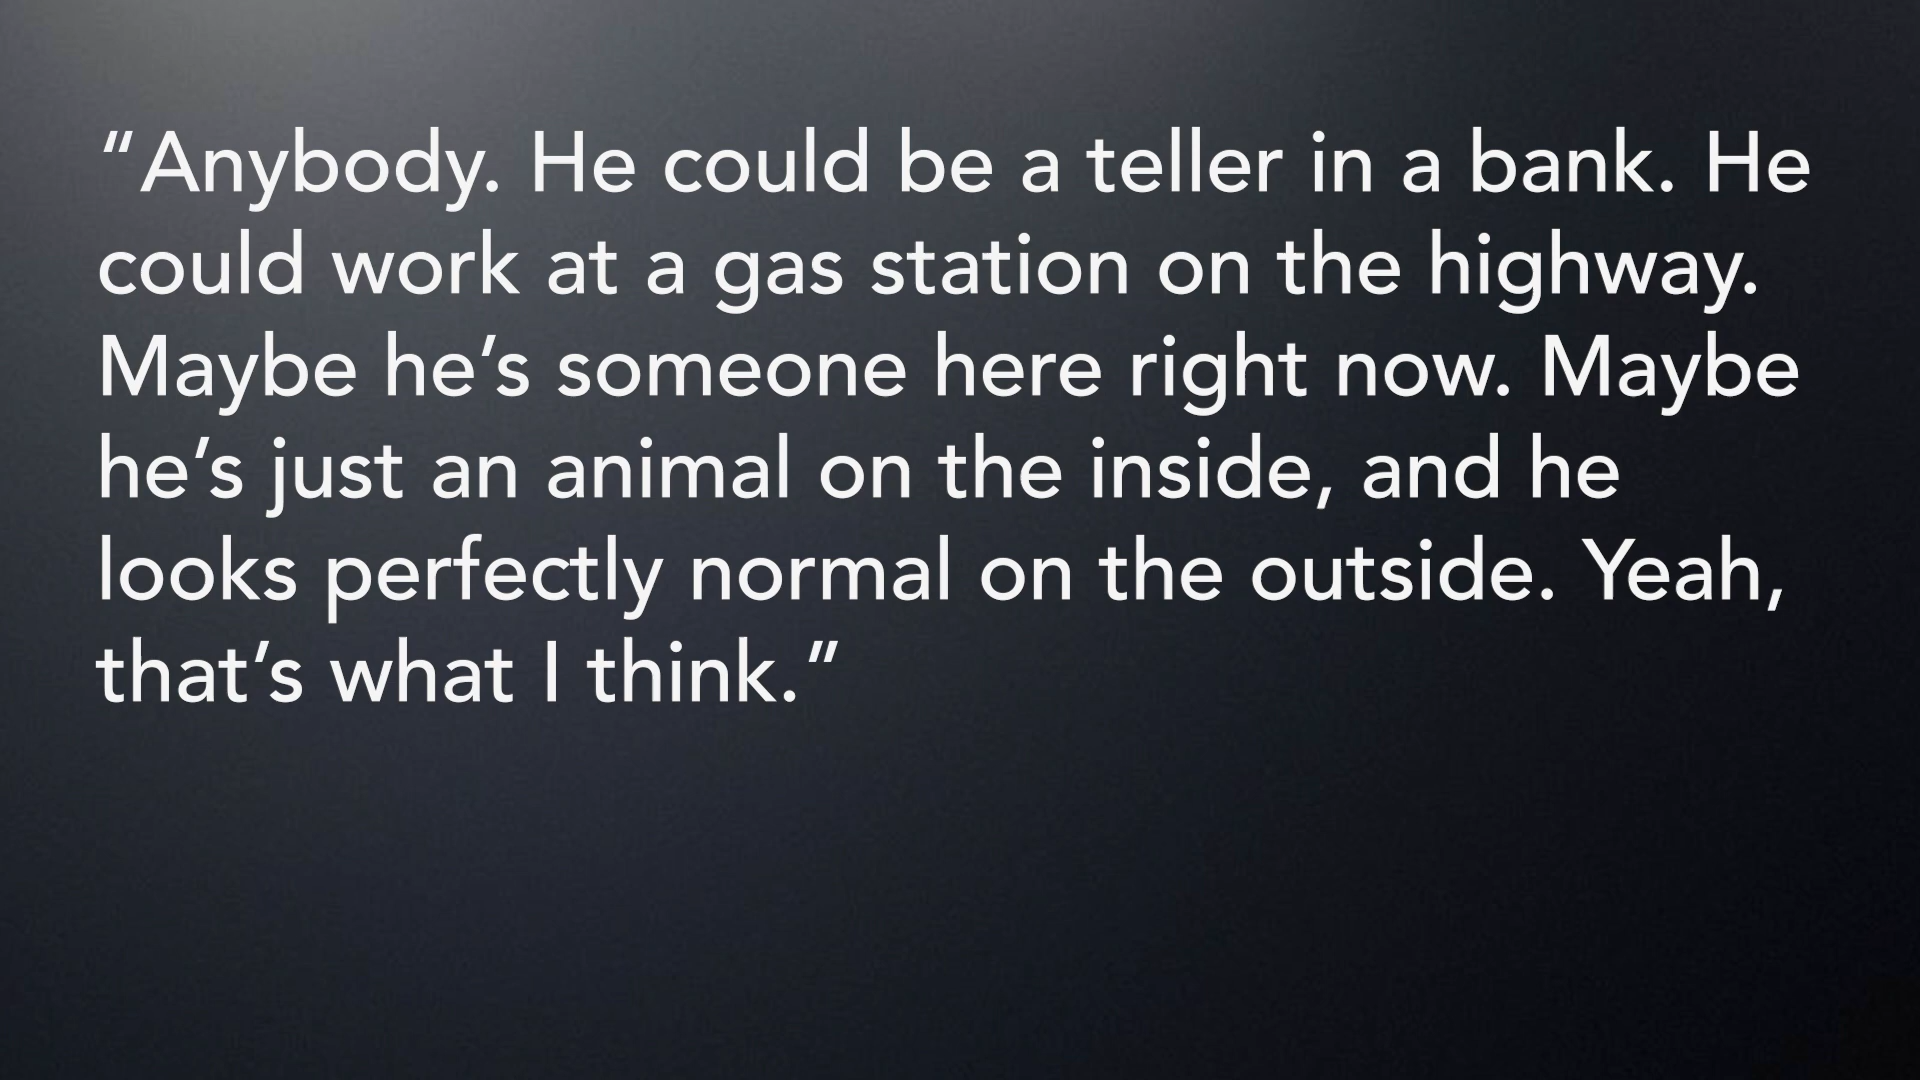 “Anybody. He could be a teller in a bank. He
could work at a gas station on the highway.
Maybe he’s someone here right now. Maybe
he’s just an animal on the inside, and he
looks perfectly normal on the outside. Yeah,
that’s what I think.”